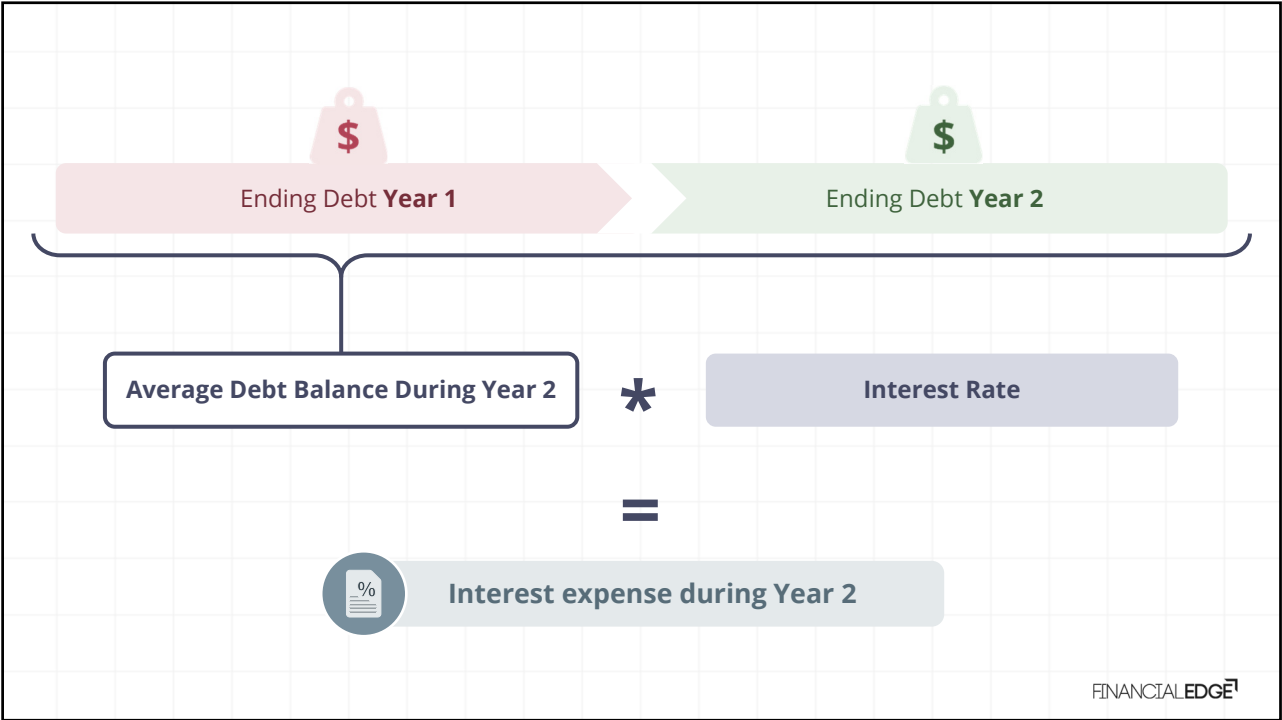 $
$
Ending Debt Year 1
Ending Debt Year 2
Average Debt Balance During Year 2
*
Interest Rate
=
%
Interest expense during Year 2
FINANCIALEDGE